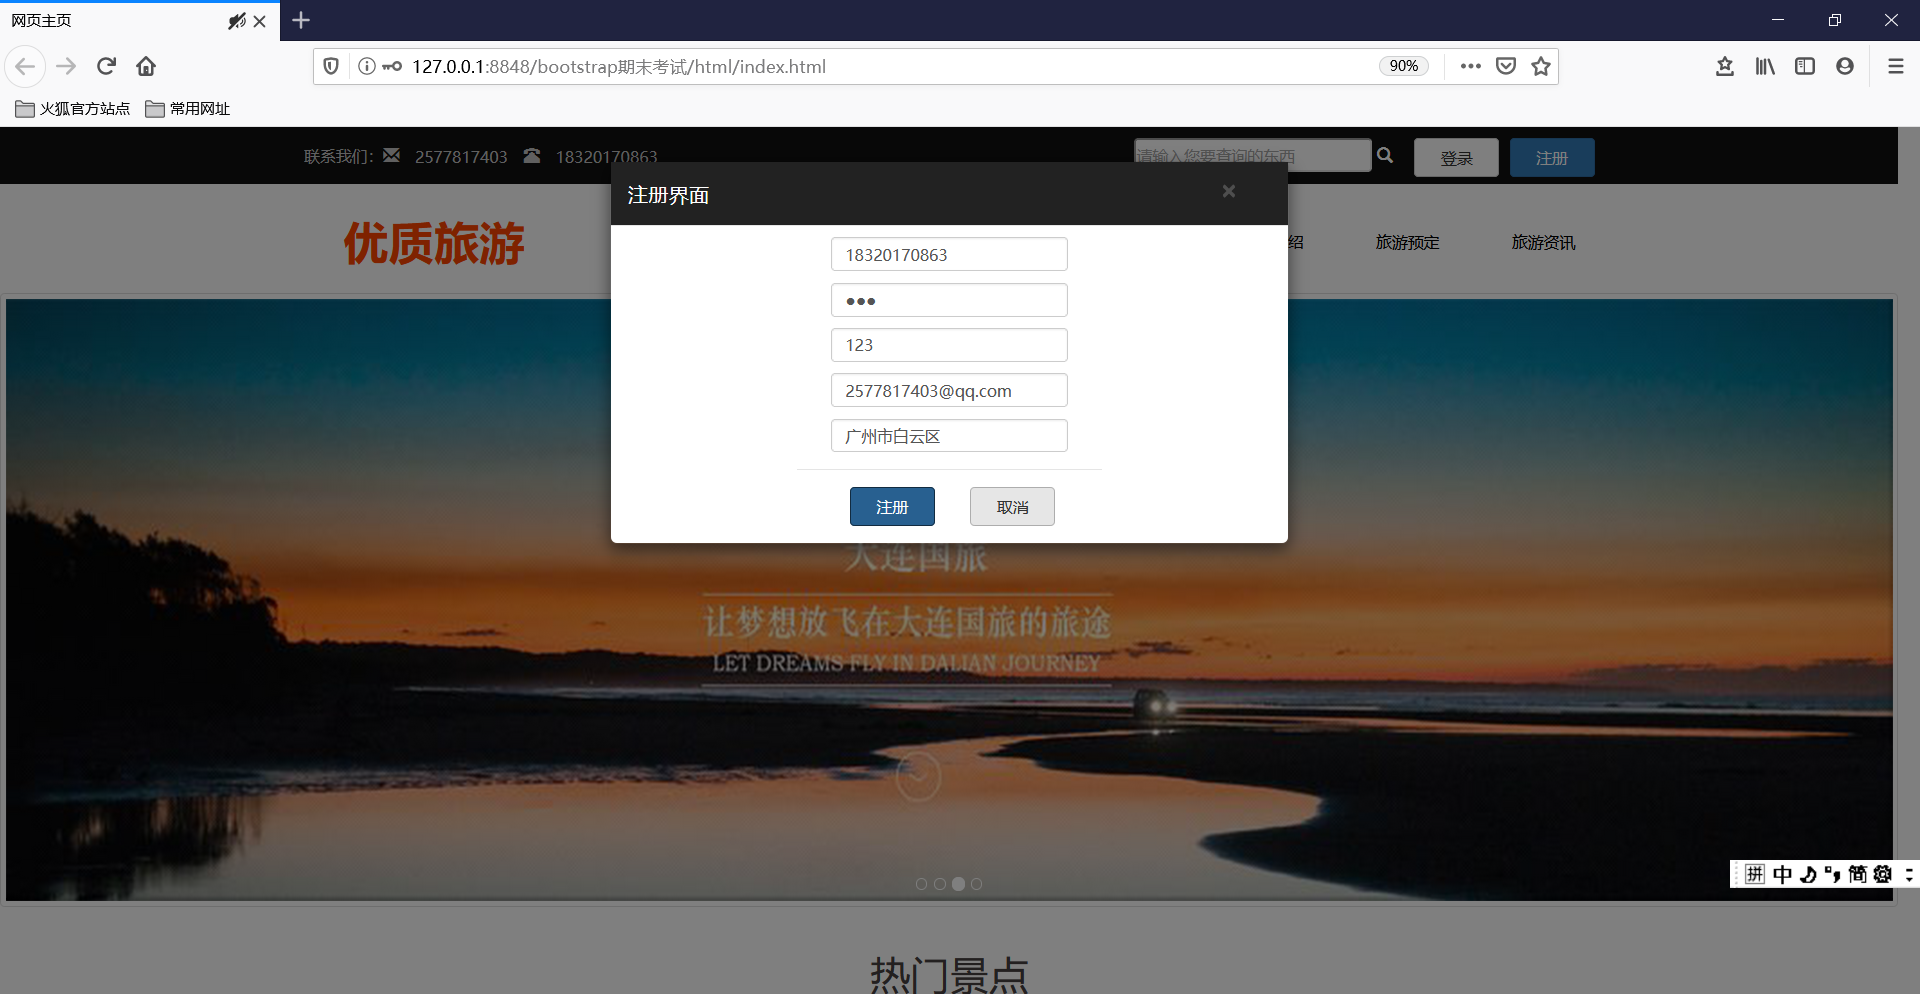 网页主页
127.0.0.1:8848/bootstrap期末考试/html/index.html
90%
火狐官方站点
常用网址
联系我们: 2577817403 18320170863
请输入您要查询的东西
登录
注册
注册界面
×
优质旅游
绍
旅游预定
旅游资讯
18320170863
●●●
123
2577817403@qq.com
广州市白云区
注册
取消
大连国旅
让梦想放飞在大连国旅的旅途
LET DREAMS FLY IN DALIAN JOURNEY
拼 中 简
热门景点